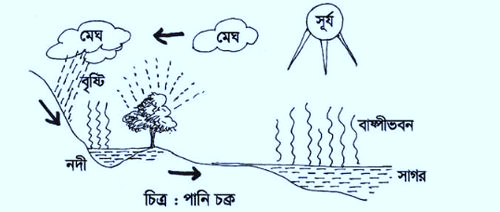 মেঘ
মেঘ
সূর্য
বৃষ্টি
বাষ্পীভবন
নদী
সাগর
চিত্র : পানি চক্র